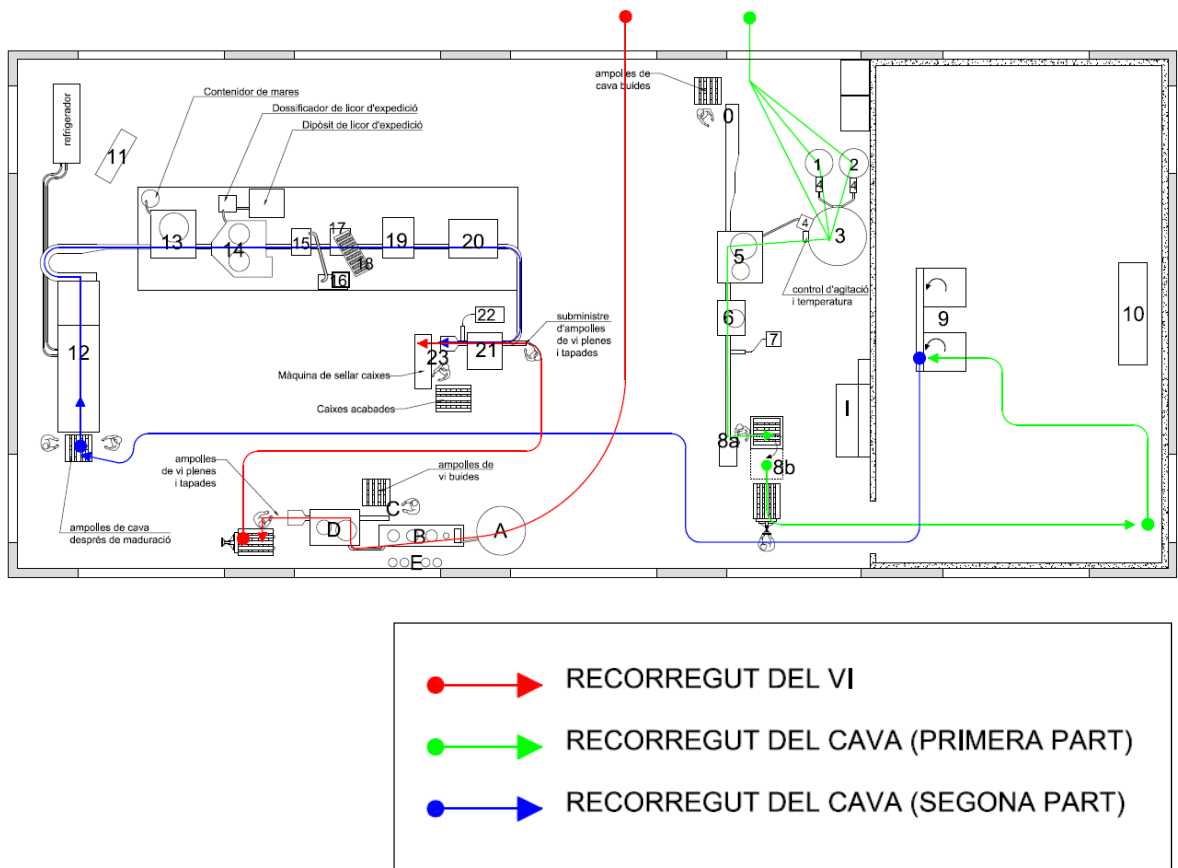 ampolles de
cava buides
0
refrigerador
Contenidor de mares
Dossificador de licor d'expedició
Dipòsit de licor d'expedició
11
1
2
4
4
4
3
13
14
15
16
17
18
19
20
5
control d'agitació
i temperatura
6
7
9
10
12
22
23
21
subministre
d'ampolles
de vi plenes
i tapades
Màquina de sellar caixes
Caixes acabades
I
8a
8b
ampolles
de vi plenes
i tapades
ampolles de
vi buides
C
D
B
A
E
ampolles de cava
després de maduració
RECORREGUT DEL VI
RECORREGUT DEL CAVA (PRIMERA PART)
RECORREGUT DEL CAVA (SEGONA PART)